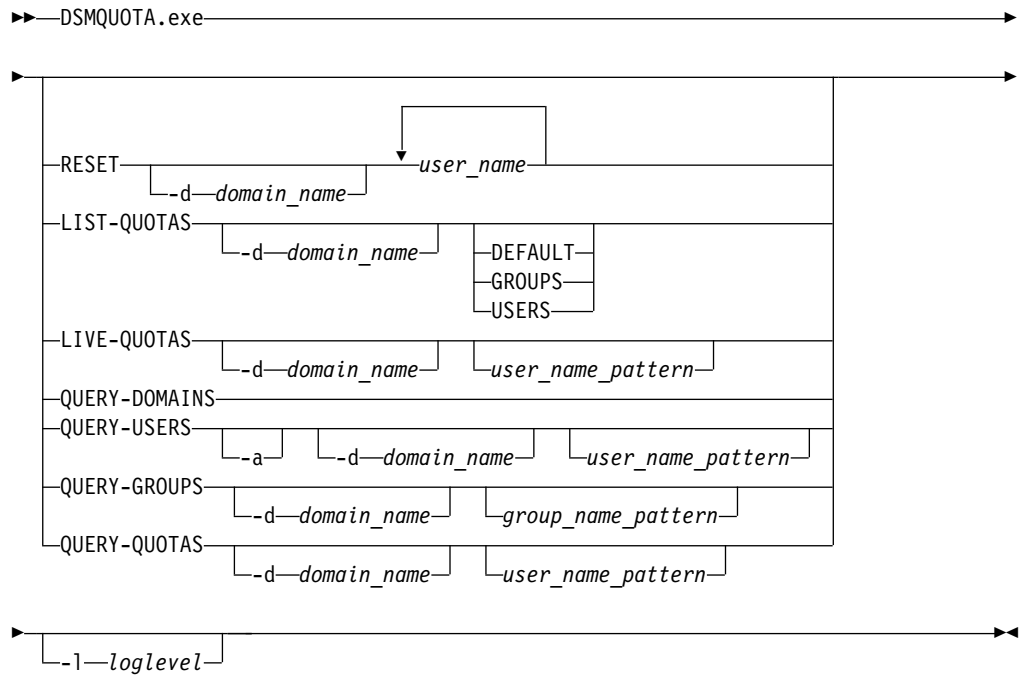 DSMQUOTA.exe
RESET user_name
-d domain_name
LIST-QUOTAS
-d domain_name DEFAULT
GROUPS
USERS
LIVE-QUOTAS
-d domain_name user_name_pattern
QUERY-DOMAINS
QUERY-USERS
-a -d domain_name user_name_pattern
QUERY-GROUPS
-d domain_name group_name_pattern
QUERY-QUOTAS
-d domain_name user_name_pattern
-l loglevel